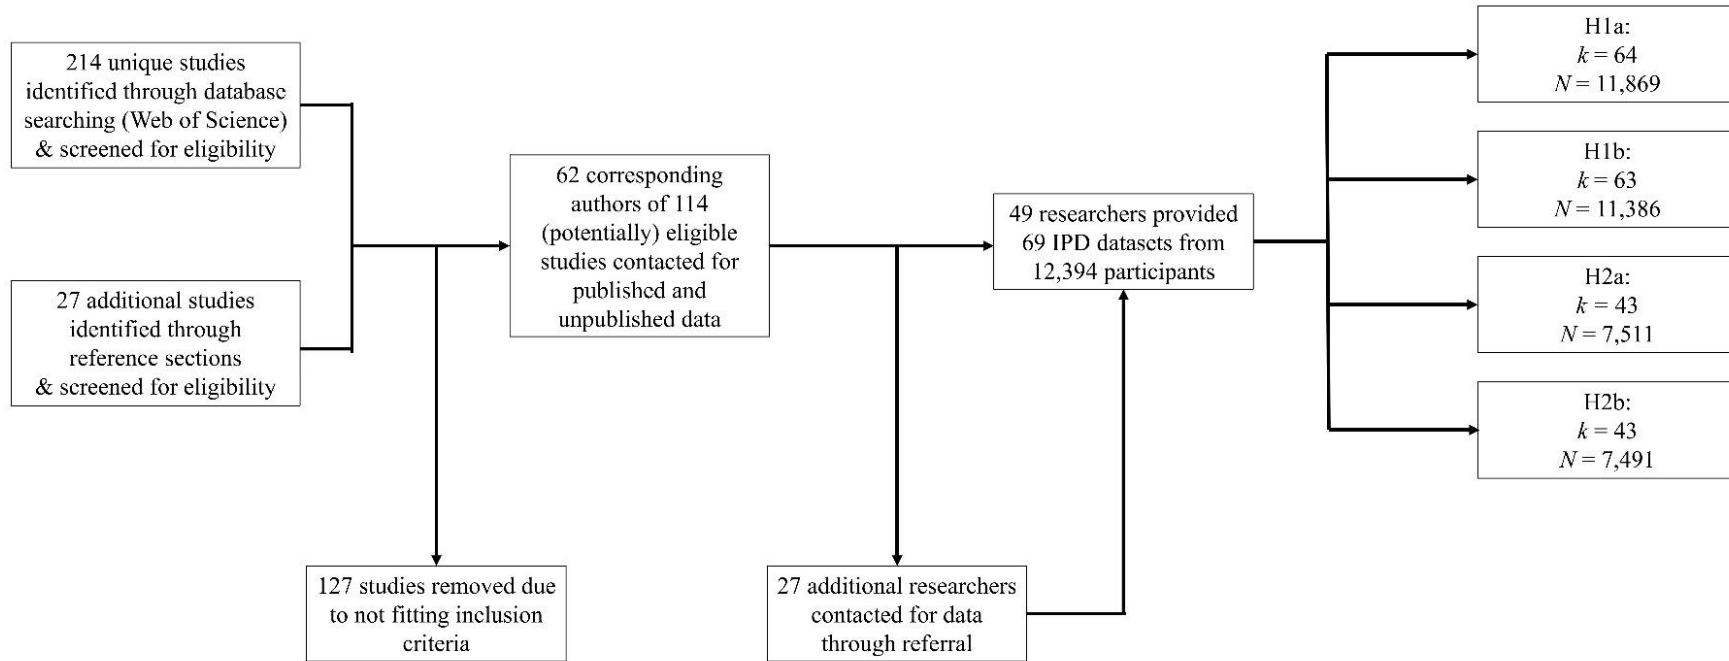 214 unique studies
identified through database
searching (Web of Science)
& screened for eligibility
27 additional studies
identified through
reference sections
& screened for eligibility
127 studies removed due
to not fitting inclusion
criteria
62 corresponding
authors of 114
(potentially) eligible
studies contacted for
published and
unpublished data
27 additional researchers
contacted for data
through referral
49 researchers provided
69 IPD datasets from
12,394 participants
H1a:
k = 64
N = 11,869
H1b:
k = 63
N = 11,386
H2a:
k = 43
N = 7,511
H2b:
k = 43
N = 7,491